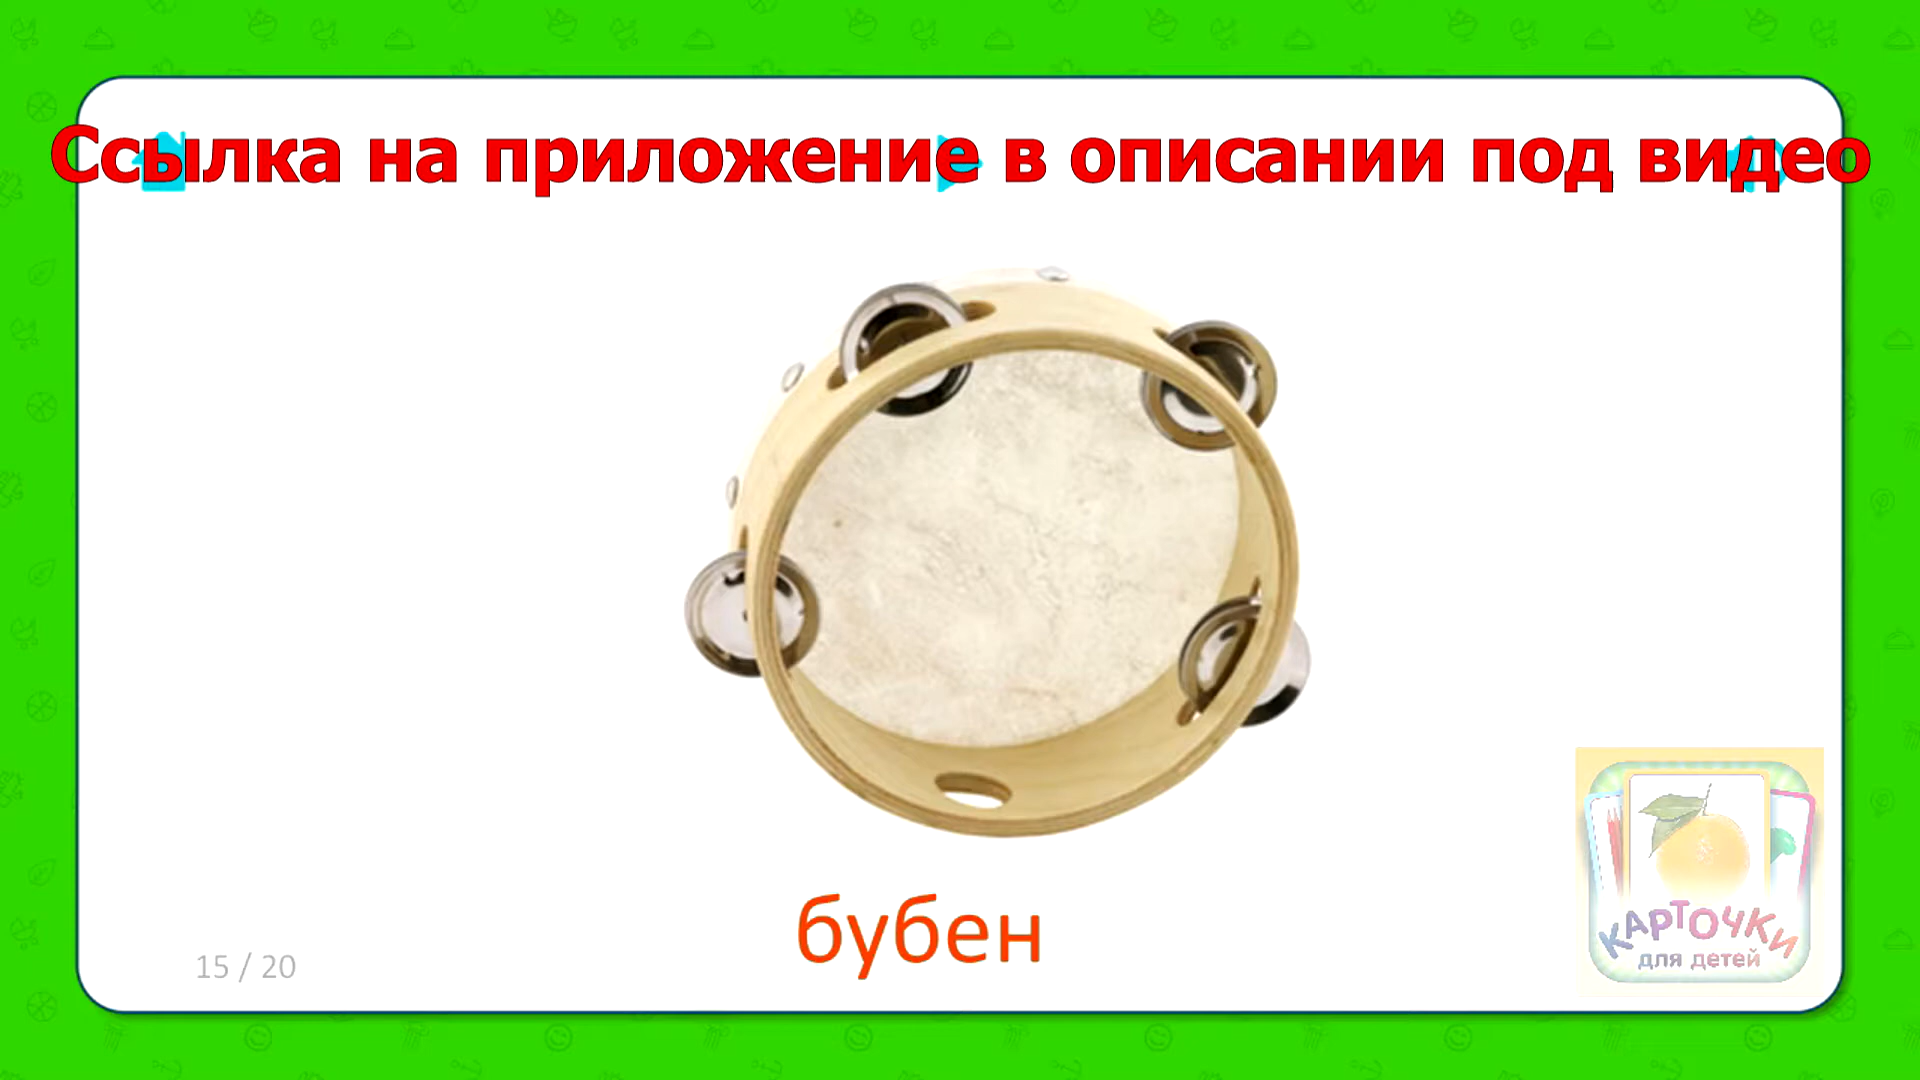 Ссылка на приложение в описании под видео
бубен
15 / 20
КАРТОЧКИ
для детей